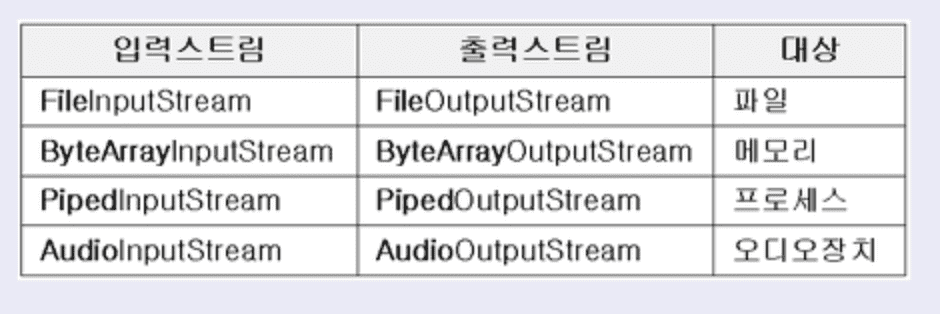 입력스트림 출력스트림 대상
FileInputStream FileOutputStream 파일
ByteArrayInputStream ByteArrayOutputStream 메모리
PipedInputStream PipedOutputStream 프로세스
AudioInputStream AudioOutputStream 오디오장치